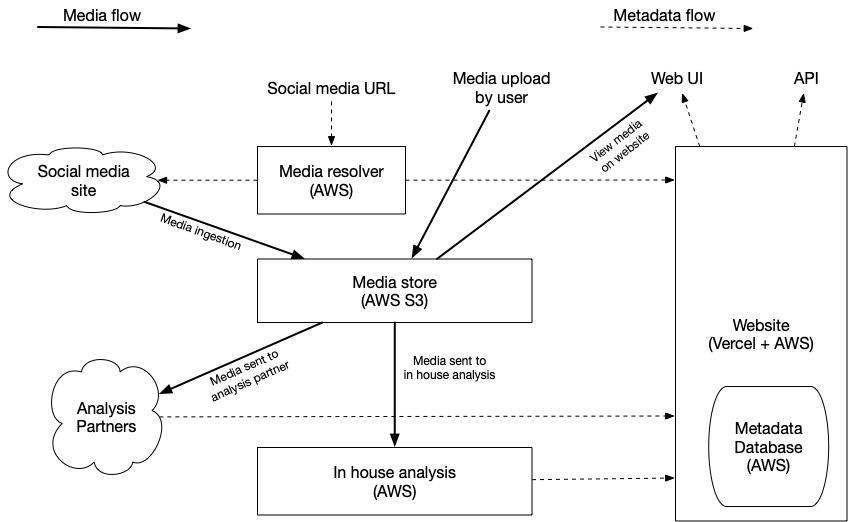 Media flow
Metadata flow
Social media URL
Media upload
by user
Web UI
API
Social media
site
Media resolver
(AWS)
View media
on website
Media ingestion
Media store
(AWS S3)
Website
(Vercel + AWS)
Media sent to
analysis partner
Media sent to
in house analysis
Analysis
Partners
Metadata
Database
(AWS)
In house analysis
(AWS)